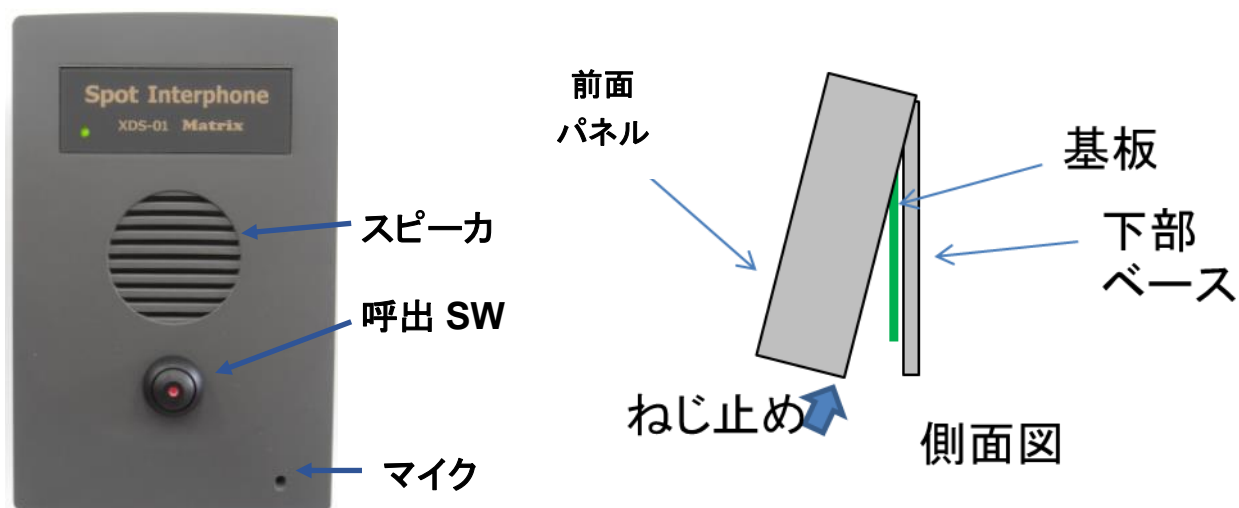 Spot Interphone
XDS-01 Matrix
スピーカ
呼出 SW
マイク
前面
パネル
基板
下部
ベース
ねじ止め
側面図